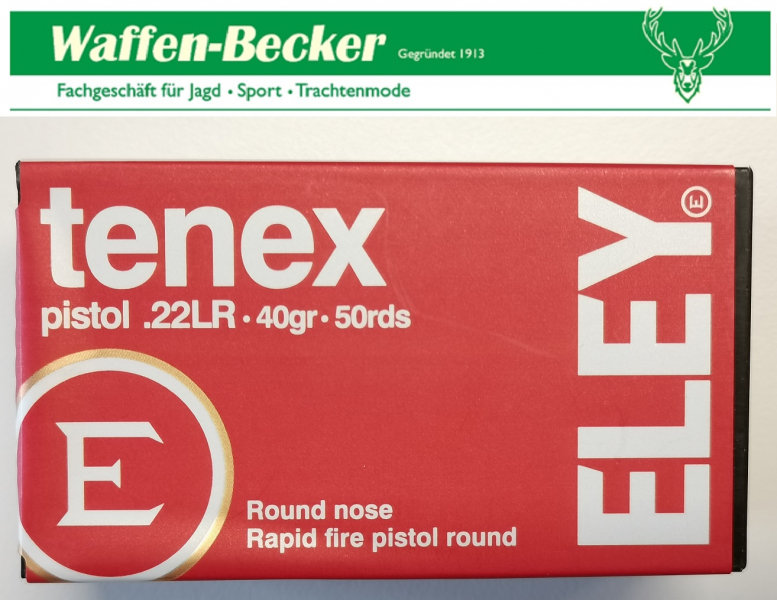 Waffen-Becker Gegründet 1913
Fachgeschäft für Jagd • Sport • Trachtenmode
tenex
pistol .22LR • 40gr • 50rds
ELEY
E
E
Round nose
Rapid fire pistol round